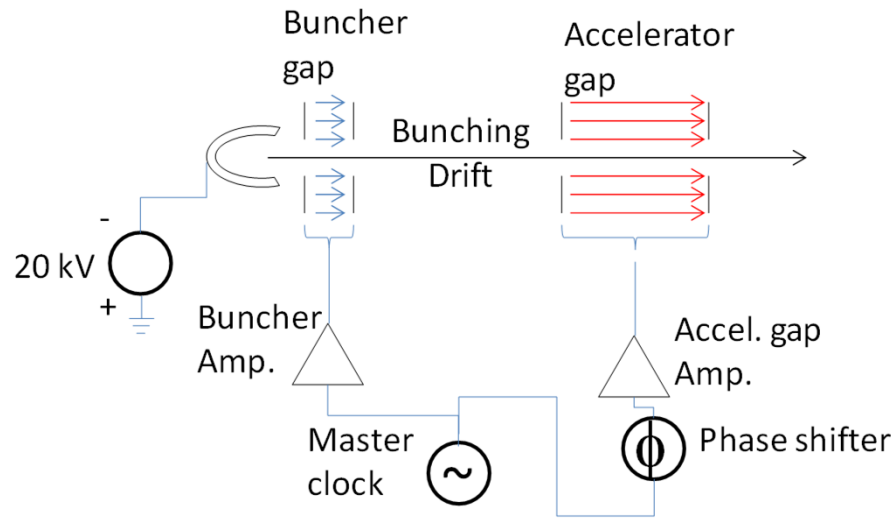 Buncher
gap
Accelerator
gap
Bunching
Drift
-
20 kV
+
Buncher
Amp.
Accel. gap
Amp.
Master
clock
~
ϕ
Phase shifter